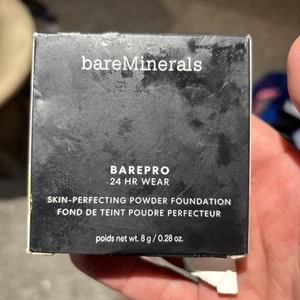 bareMinerals
BAREPRO
24 HR WEAR
SKIN-PERFECTING POWDER FOUNDATION
FOND DE TEINT POUDRE PERFECTEUR
poids net wt. 8 g / 0.28 oz.